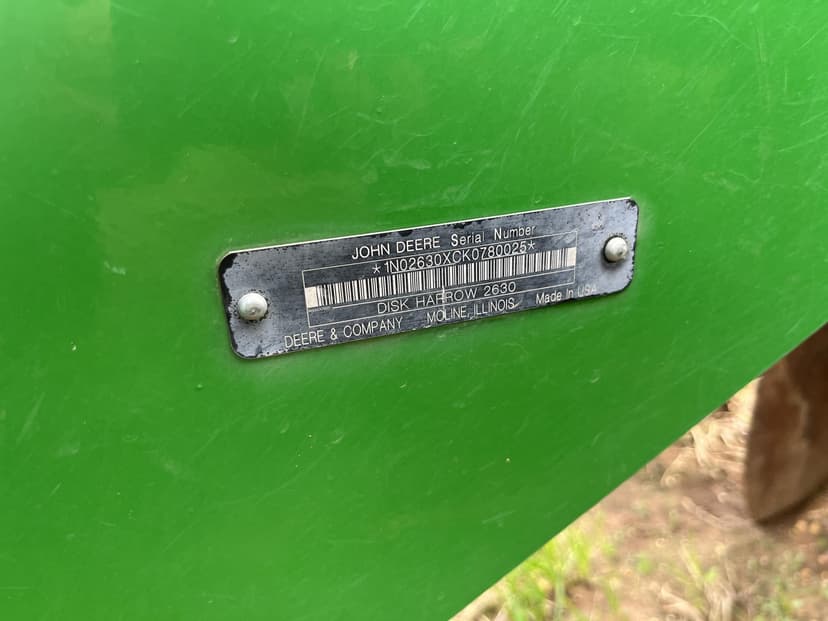 JOHN DEERE Serial Number
*1N02630XCK0780025*
DISK HARROW 2630
DEERE & COMPANY MOLINE, ILLINOIS Made in USA